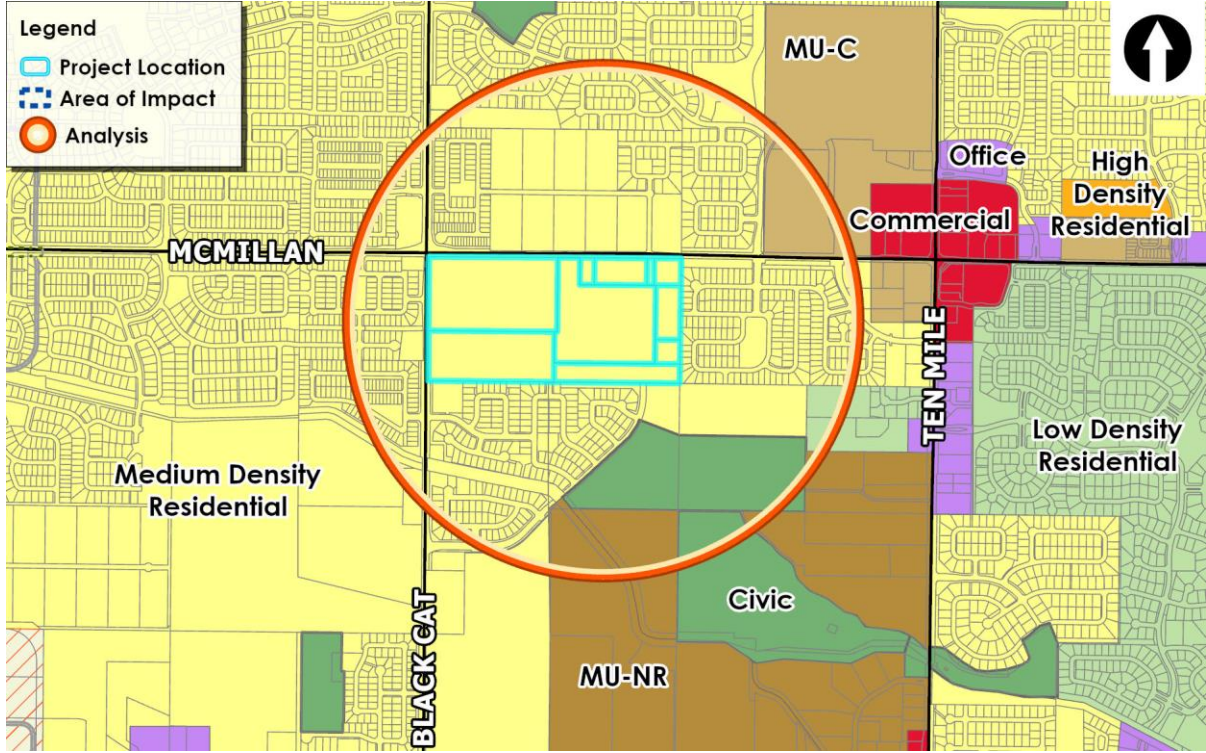 Legend
Project Location
Area of Impact
Analysis
MU-C
Office
High
Density
Residential
Commercial
MCMILLAN
TEN MILE
Low Density
Residential
Medium Density
Residential
Civic
BLACK CAT
MU-NR